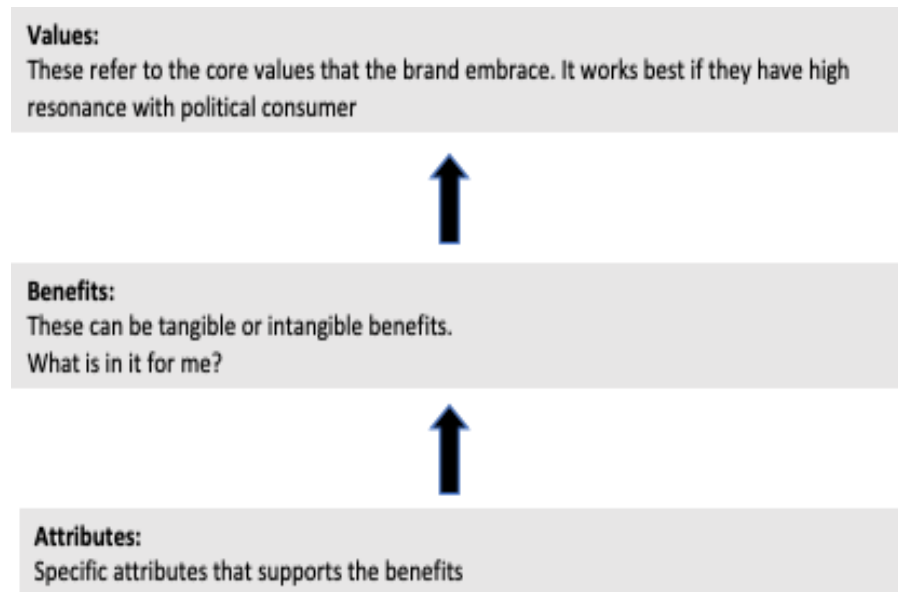 Values:
These refer to the core values that the brand embrace. It works best if they have high
resonance with political consumer
Benefits:
These can be tangible or intangible benefits.
What is in it for me?
Attributes:
Specific attributes that supports the benefits